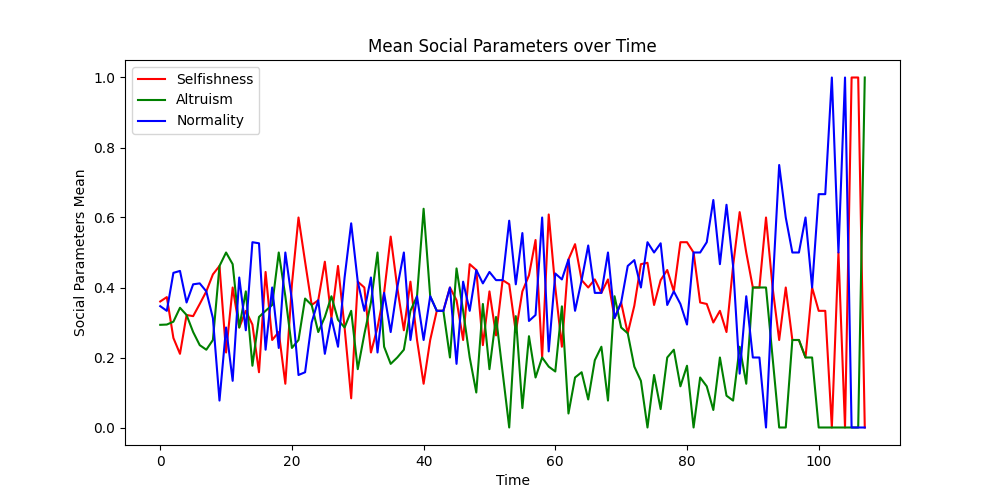 Mean Social Parameters over Time
Selfishness
Altruism
Normality
1.0
0.8
0.6
0.4
0.2
0.0
Social Parameters Mean
0 20 40 60 80 100
Time